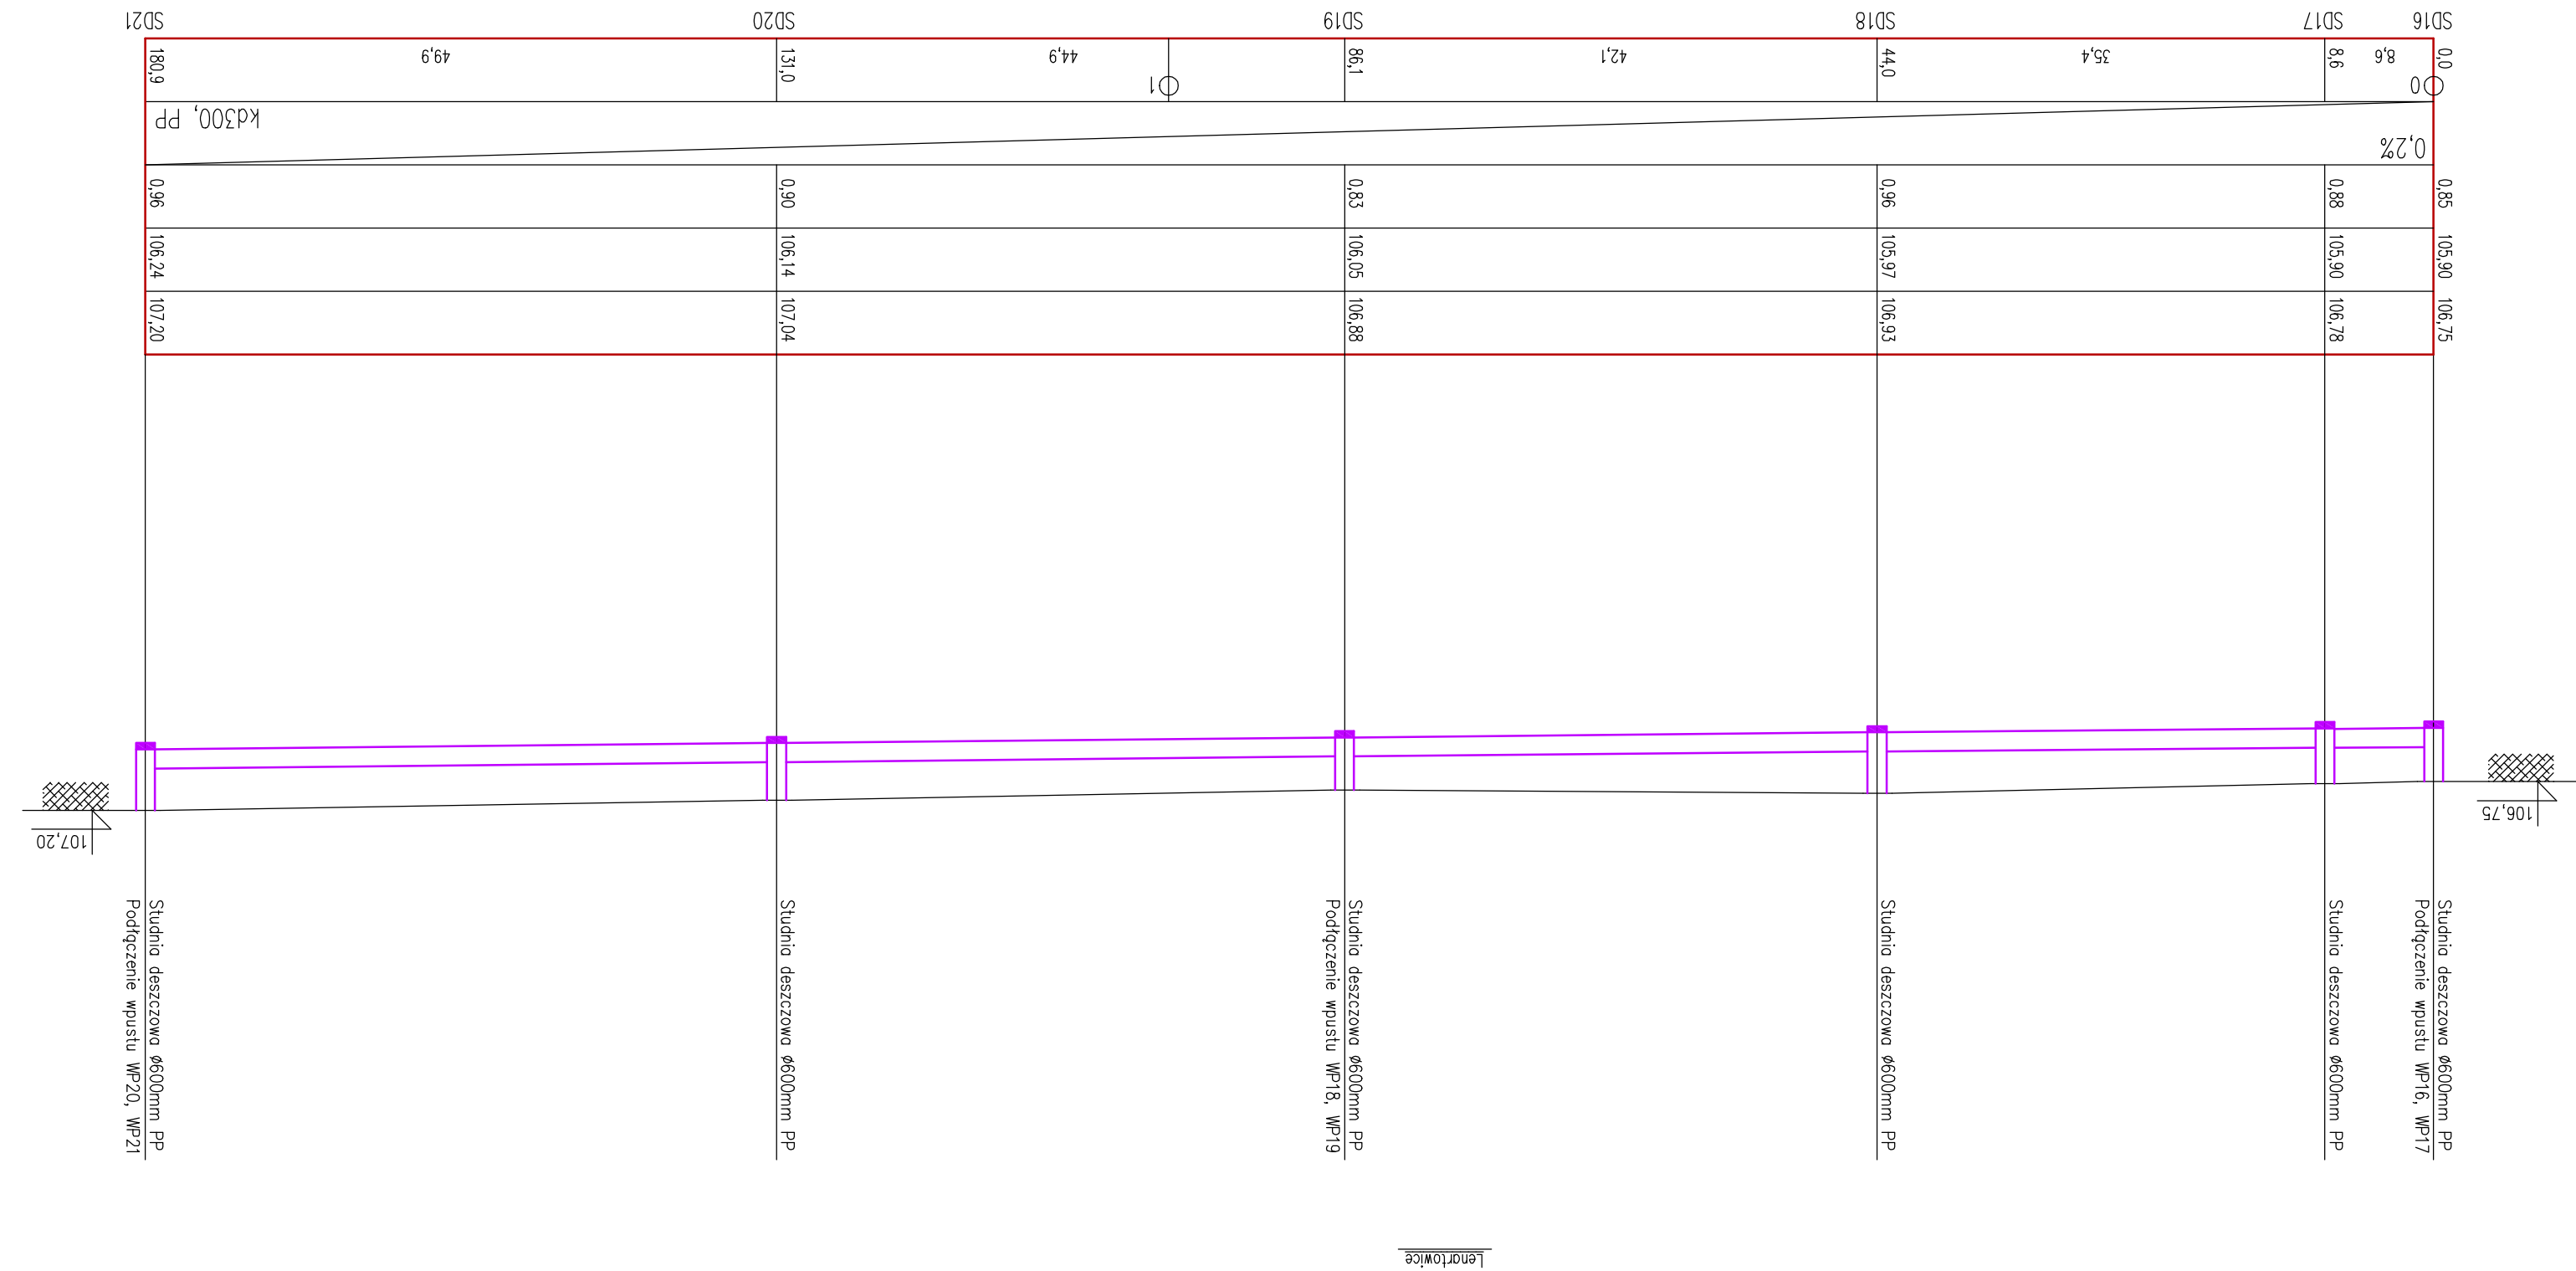 Lenartowice
Studnia deszczowa ø600mm PP
Podłączenie wpustu WP16, WP17
Studnia deszczowa ø600mm PP
Studnia deszczowa ø600mm PP
Studnia deszczowa ø600mm PP
Podłączenie wpustu WP18, WP19
Studnia deszczowa ø600mm PP
Studnia deszczowa ø600mm PP
Podłączenie wpustu WP20, WP21
106,75
107,20
106,75
106,78
106,93
106,88
107,04
107,20
105,90
105,90
105,97
106,05
106,14
106,24
0,85
0,88
0,96
0,83
0,90
0,96
0,2%
kd300, PP
0
1
0,0
8,6
8,6
35,4
44,0
42,1
86,1
44,9
131,0
49,9
180,9
SD16
SD17
SD18
SD19
SD20
SD21